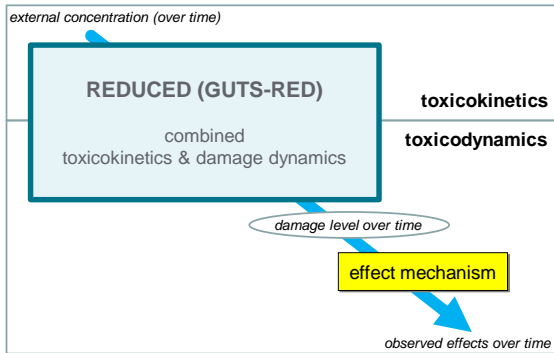 external concentration (over time)
REDUCED (GUTS-RED)
combined
toxicokinetics & damage dynamics
toxicokinetics
toxicodynamics
damage level over time
effect mechanism
observed effects over time